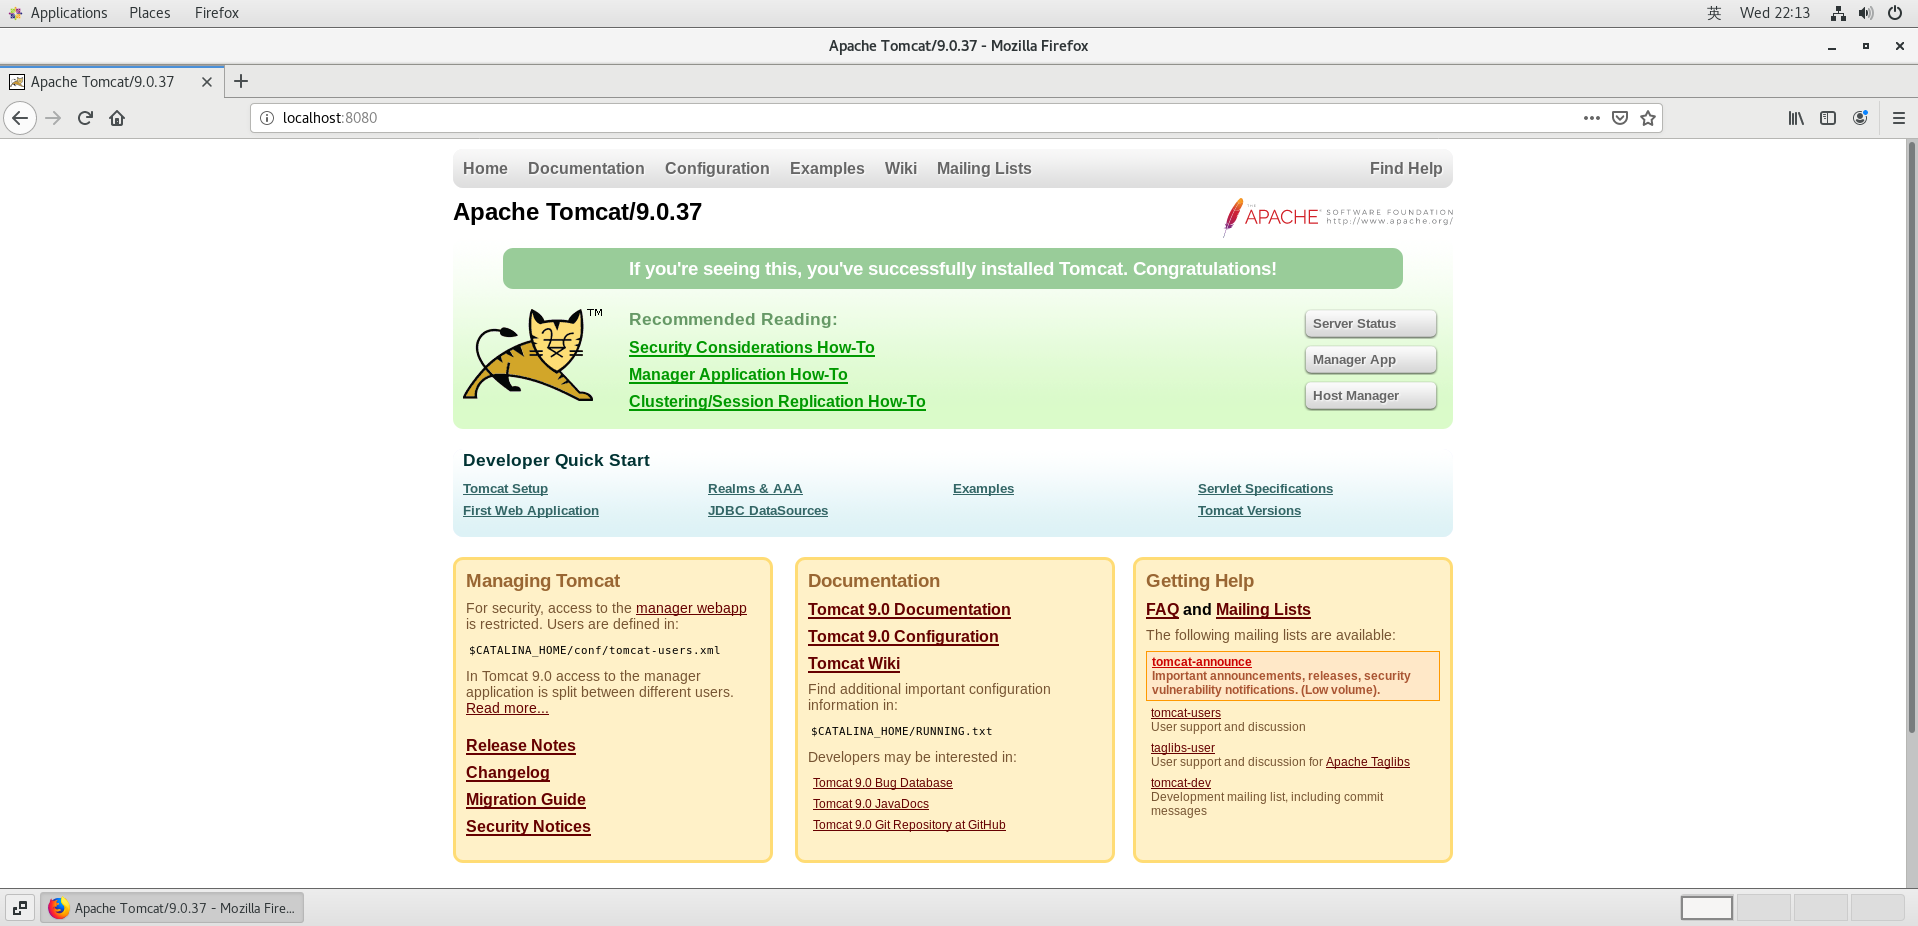 Applications Places Firefox 英 Wed 22:13
Apache Tomcat/9.0.37 - Mozilla Firefox
Apache Tomcat/9.0.37
localhost:8080
Home Documentation Configuration Examples Wiki Mailing Lists Find Help
Apache Tomcat/9.0.37
THE APACHE SOFTWARE FOUNDATION
http://www.apache.org/
If you're seeing this, you've successfully installed Tomcat. Congratulations!
TM
Recommended Reading:
Security Considerations How-To
Manager Application How-To
Clustering/Session Replication How-To
Server Status
Manager App
Host Manager
Developer Quick Start
Tomcat Setup
First Web Application
Realms & AAA
JDBC DataSources
Examples
Servlet Specifications
Tomcat Versions
Managing Tomcat
For security, access to the manager webapp
is restricted. Users are defined in:
$CATALINA_HOME/conf/tomcat-users.xml
In Tomcat 9.0 access to the manager
application is split between different users.
Read more...
Release Notes
Changelog
Migration Guide
Security Notices
Documentation
Tomcat 9.0 Documentation
Tomcat 9.0 Configuration
Tomcat Wiki
Find additional important configuration
information in:
$CATALINA_HOME/RUNNING.txt
Developers may be interested in:
Tomcat 9.0 Bug Database
Tomcat 9.0 JavaDocs
Tomcat 9.0 Git Repository at GitHub
Getting Help
FAQ and Mailing Lists
The following mailing lists are available:
tomcat-announce
Important announcements, releases, security
vulnerability notifications. (Low volume).
tomcat-users
User support and discussion
taglibs-user
User support and discussion for Apache Taglibs
tomcat-dev
Development mailing list, including commit
messages
Apache Tomcat/9.0.37 - Mozilla Fire...